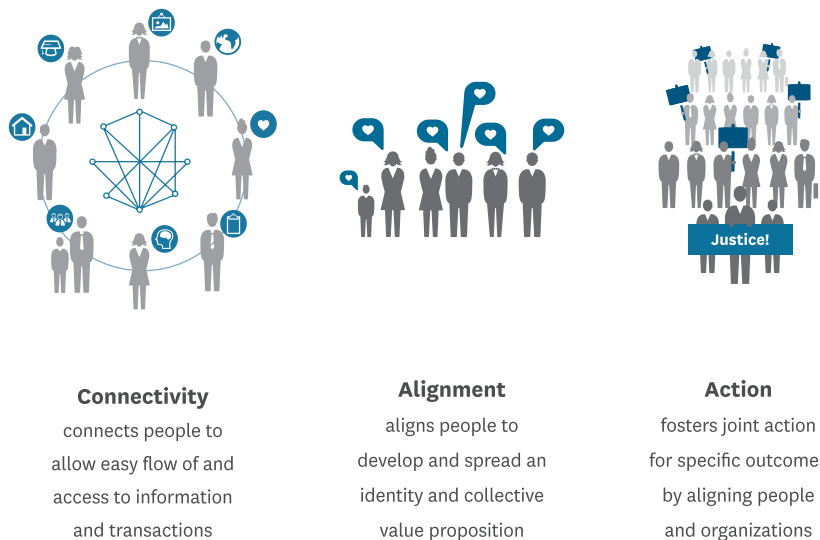 Justice!
Connectivity
connects people to
allow easy flow of and
access to information
and transactions
Alignment
aligns people to
develop and spread an
identity and collective
value proposition
Action
fosters joint action
for specific outcome
by aligning people
and organizations